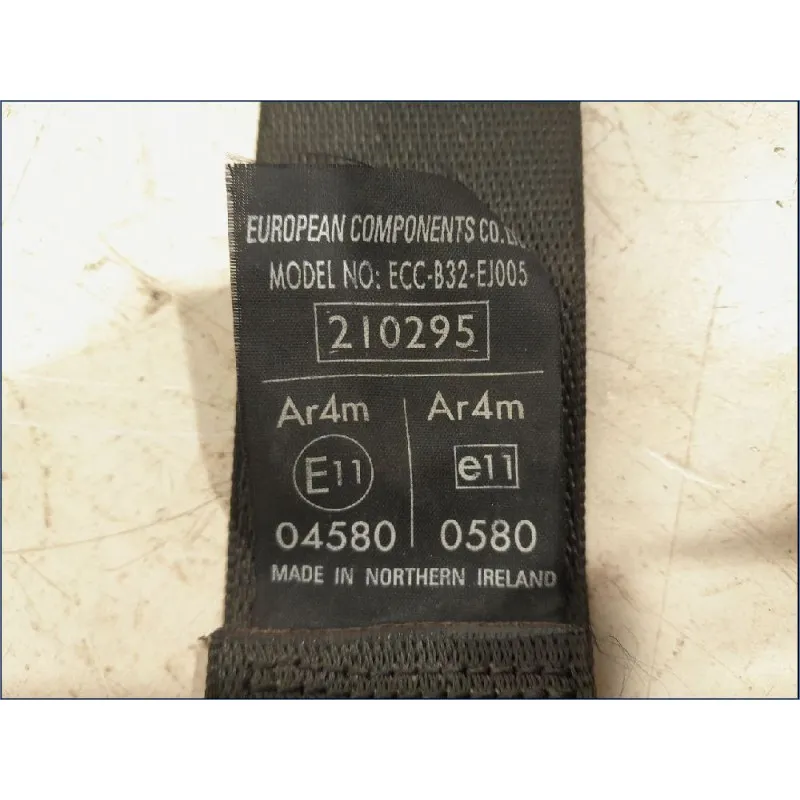 EUROPEAN COMPONENTS CO.
MODEL NO: ECC-B32-EJ005
210295
Ar4m Ar4m
E11 e11
04580 0580
MADE IN NORTHERN IRELAND